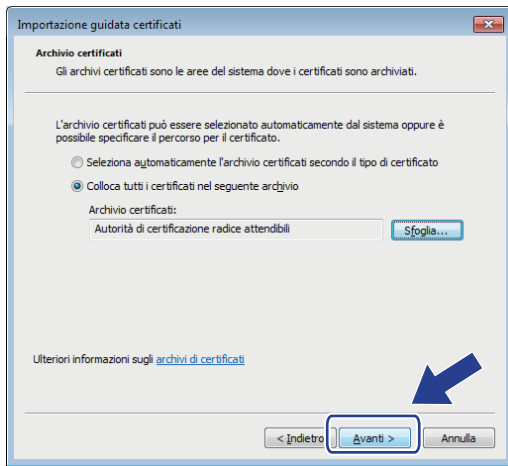 Importazione guidata certificati
Archivio certificati
Gli archivi certificati sono le aree del sistema dove i certificati sono archiviati.
L'archivio certificati può essere selezionato automaticamente dal sistema oppure è
possibile specificare il percorso per il certificato.
Seleziona automaticamente l'archivio certificati secondo il tipo di certificato
Colloca tutti i certificati nel seguente archivio
Archivio certificati:
Autorità di certificazione radice attendibili
Sfoglia...
Ulteriori informazioni sugli archivi di certificati
< Indietro
Avanti >
Annulla